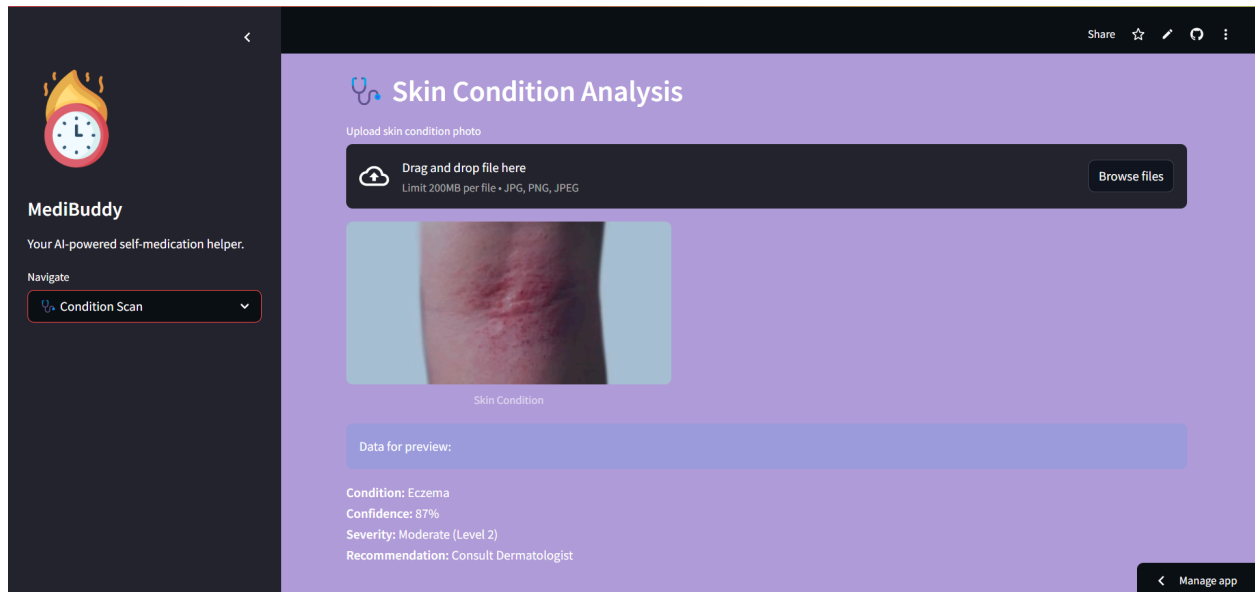 Share
MediBuddy
Your AI-powered self-medication helper.
Navigate
Condition Scan
Skin Condition Analysis
Upload skin condition photo
Drag and drop file here
Limit 200MB per file • JPG, PNG, JPEG
Browse files
Skin Condition
Data for preview:
Condition: Eczema
Confidence: 87%
Severity: Moderate (Level 2)
Recommendation: Consult Dermatologist
Manage app